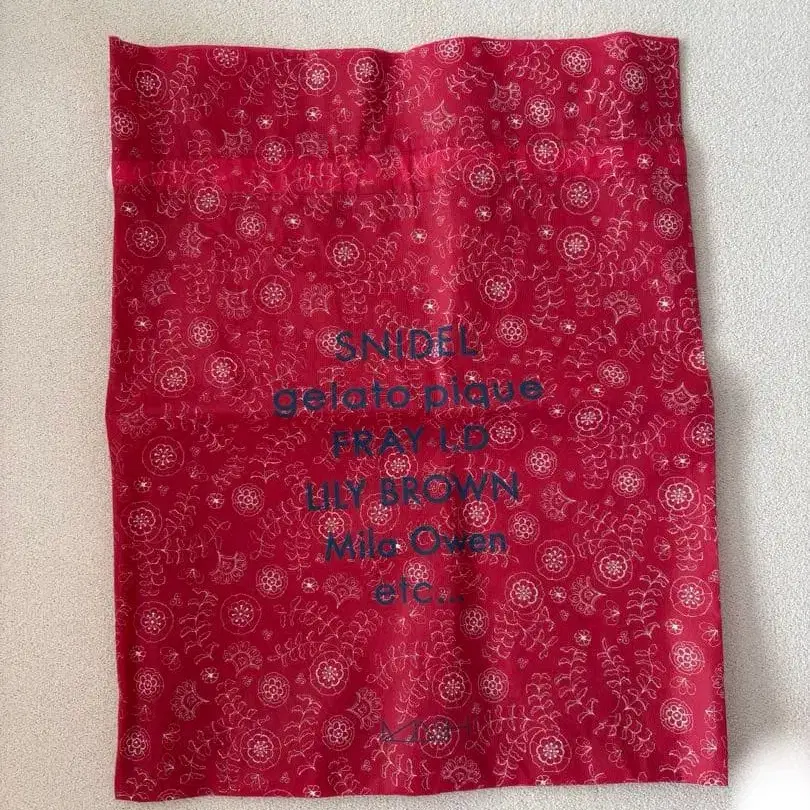 SNIDEL
gelato pique
FRAY I.D
LILY BROWN
Mila Owen
etc...